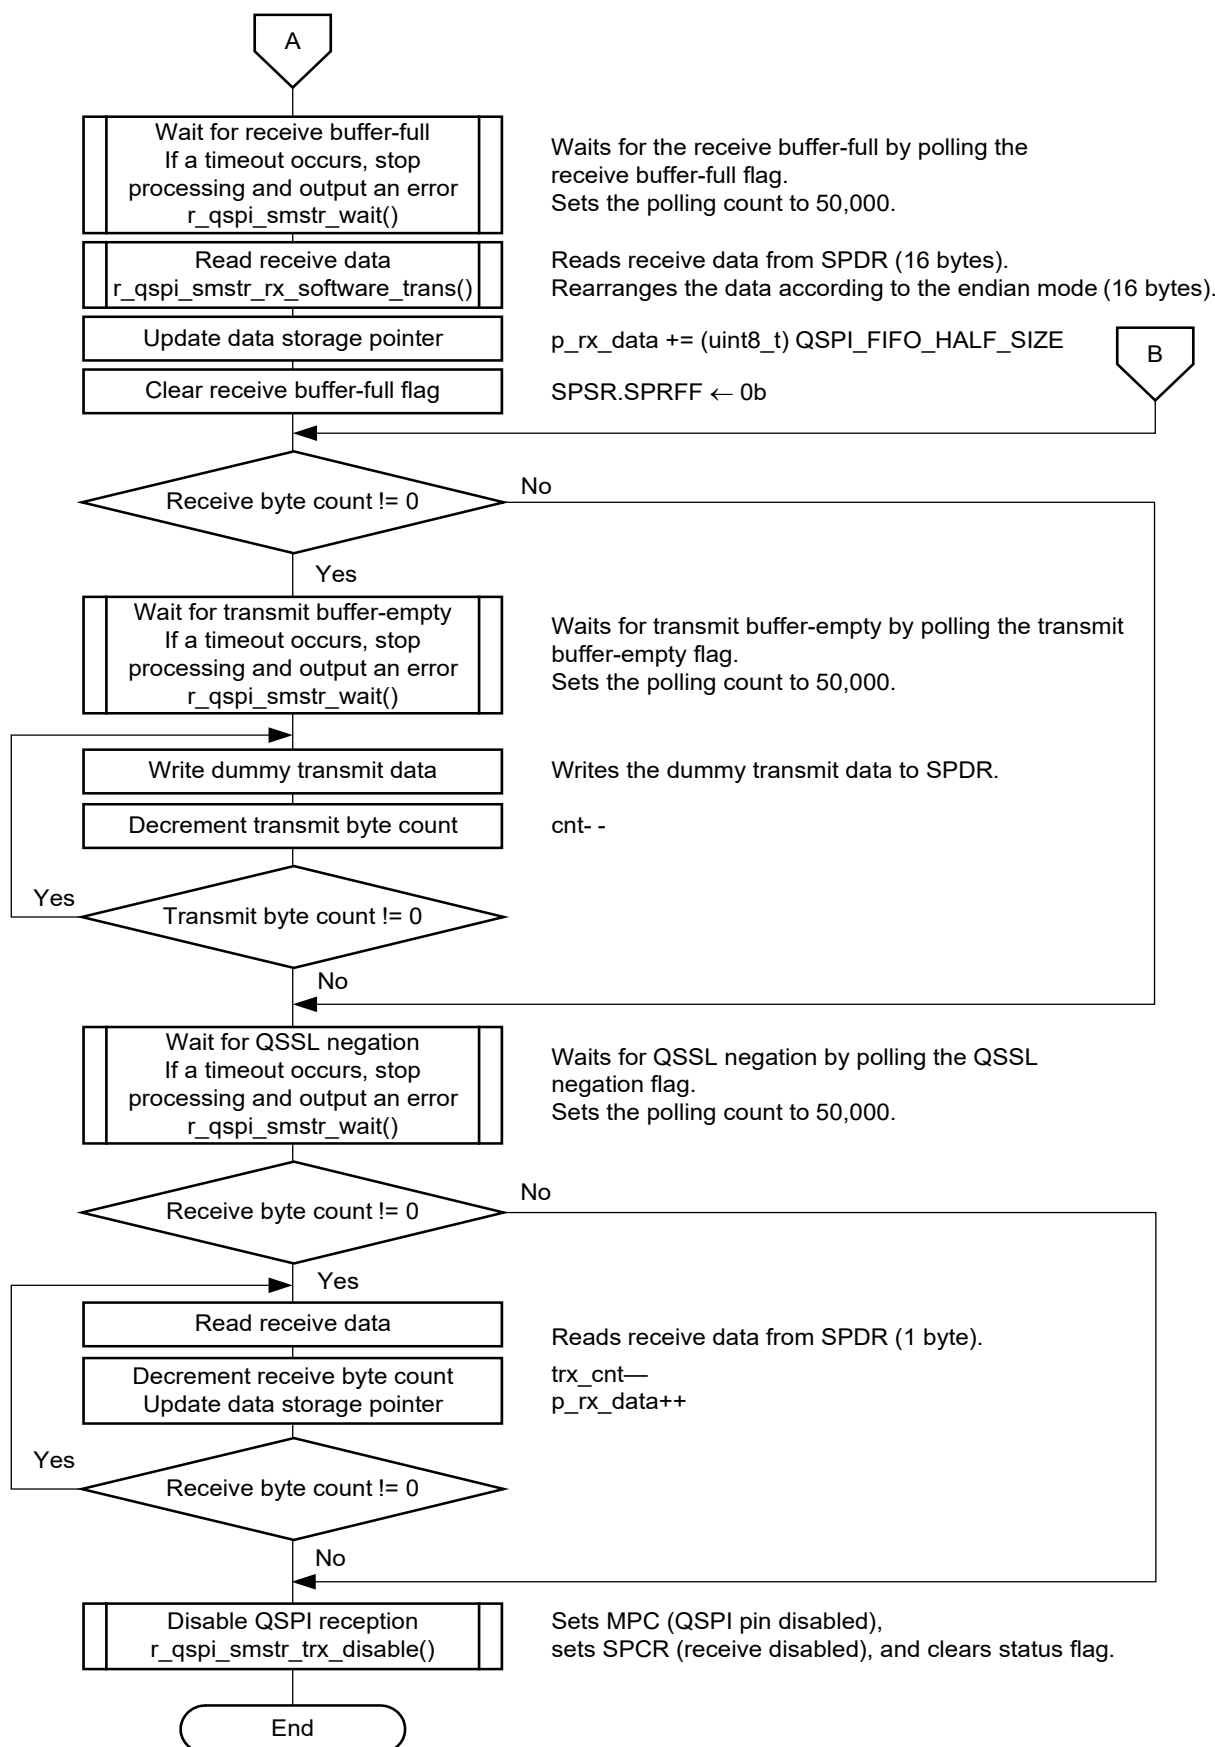 A
Wait for receive buffer-full
If a timeout occurs, stop
processing and output an error
r_qspi_smstr_wait()
Waits for the receive buffer-full by polling the
receive buffer-full flag.
Sets the polling count to 50,000.
Read receive data
r_qspi_smstr_rx_software_trans()
Reads receive data from SPDR (16 bytes).
Rearranges the data according to the endian mode (16 bytes).
Update data storage pointer
p_rx_data += (uint8_t) QSPI_FIFO_HALF_SIZE
B
Clear receive buffer-full flag
SPSR.SPRFF ← 0b
Receive byte count != 0
No
Yes
Wait for transmit buffer-empty
If a timeout occurs, stop
processing and output an error
r_qspi_smstr_wait()
Waits for transmit buffer-empty by polling the transmit
buffer-empty flag.
Sets the polling count to 50,000.
Write dummy transmit data
Writes the dummy transmit data to SPDR.
Decrement transmit byte count
cnt- -
Yes
Transmit byte count != 0
No
Wait for QSSL negation
If a timeout occurs, stop
processing and output an error
r_qspi_smstr_wait()
Waits for QSSL negation by polling the QSSL
negation flag.
Sets the polling count to 50,000.
Receive byte count != 0
No
Yes
Read receive data
Reads receive data from SPDR (1 byte).
Decrement receive byte count
Update data storage pointer
trx_cnt—
p_rx_data++
Yes
Receive byte count != 0
No
Disable QSPI reception
r_qspi_smstr_trx_disable()
Sets MPC (QSPI pin disabled),
sets SPCR (receive disabled), and clears status flag.
End